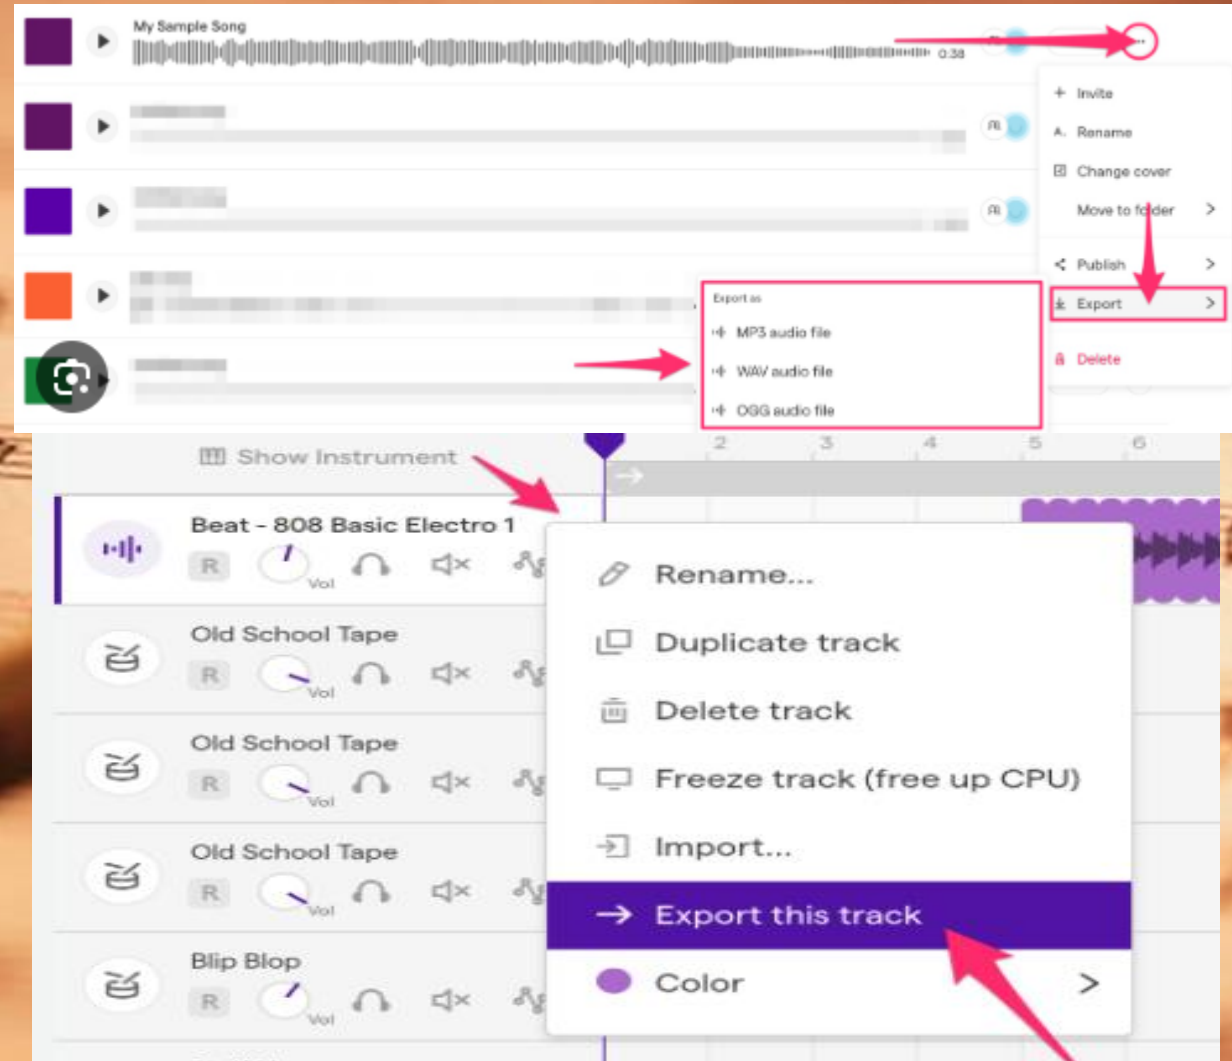 My Sample Song
0:38
+ Invite
A. Rename
Change cover
Move to folder
Publish
Export
Delete
Export as
MP3 audio file
WAV audio file
OGG audio file
Show Instrument
2 3 4 5 6
Beat - 808 Basic Electro 1
R Vol
Old School Tape
R Vol
Old School Tape
R Vol
Old School Tape
R Vol
Blip Blop
R Vol
Rename...
Duplicate track
Delete track
Freeze track (free up CPU)
Import...
Export this track
Color